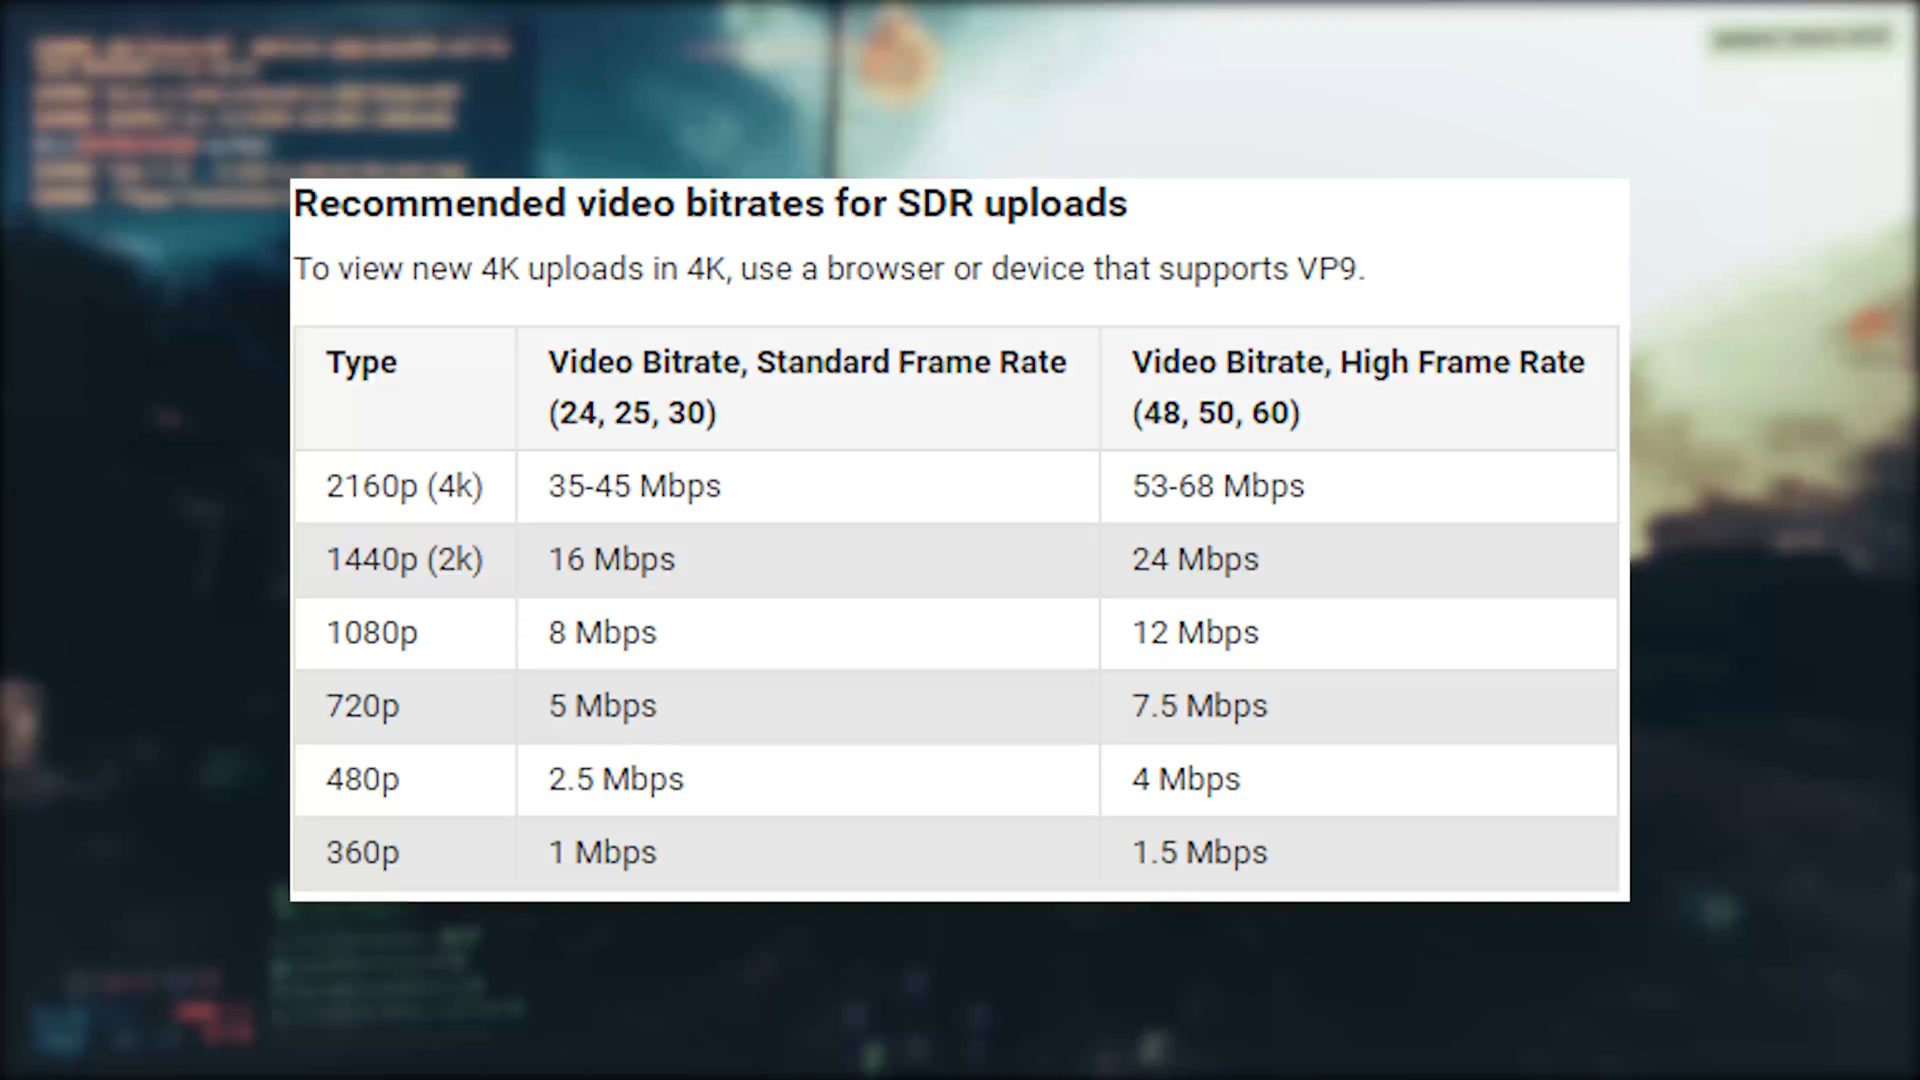 Recommended video bitrates for SDR uploads
To view new 4K uploads in 4K, use a browser or device that supports VP9.
Type Video Bitrate, Standard Frame Rate (24, 25, 30) Video Bitrate, High Frame Rate (48, 50, 60)
2160p (4k) 35-45 Mbps 53-68 Mbps
1440p (2k) 16 Mbps 24 Mbps
1080p 8 Mbps 12 Mbps
720p 5 Mbps 7.5 Mbps
480p 2.5 Mbps 4 Mbps
360p 1 Mbps 1.5 Mbps